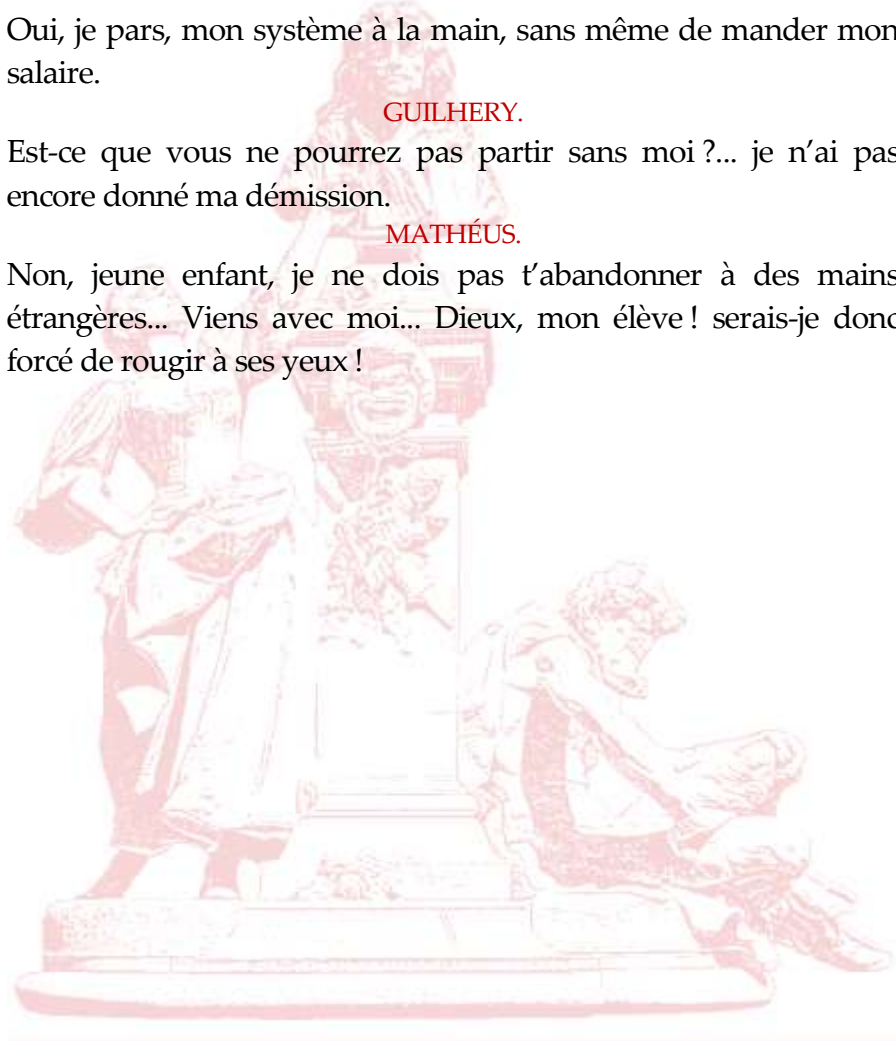 Oui, je pars, mon système à la main, sans même de mander mon
salaire.
GUILHERY.
Est-ce que vous ne pourrez pas partir sans moi ?... je n’ai pas
encore donné ma démission.
MATHÉUS.
Non, jeune enfant, je ne dois pas t’abandonner à des mains
étrangères... Viens avec moi... Dieux, mon élève ! serais-je donc
forcé de rougir à ses yeux !